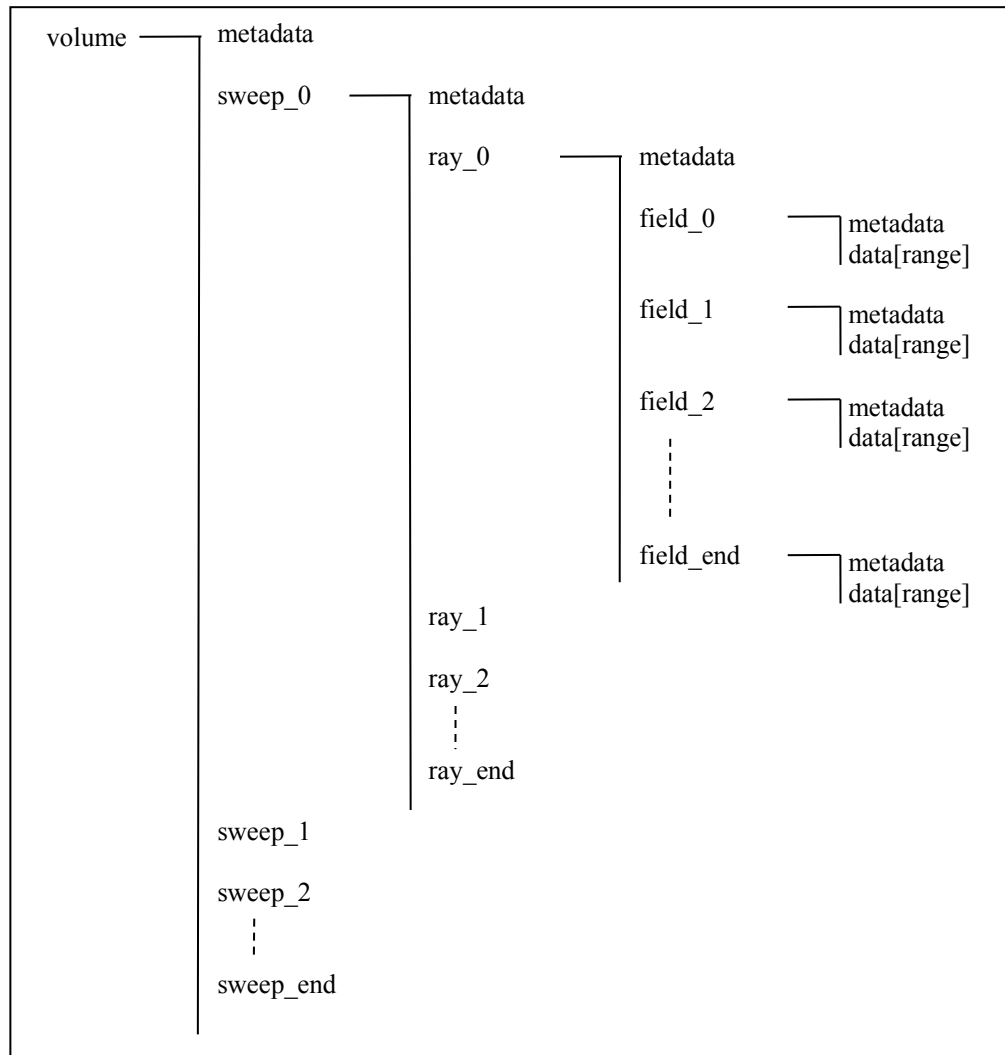 volume
metadata
sweep_0
metadata
ray_0
metadata
field_0
metadata
data[range]
field_1
metadata
data[range]
field_2
metadata
data[range]
field_end
metadata
data[range]
ray_1
ray_2
ray_end
sweep_1
sweep_2
sweep_end